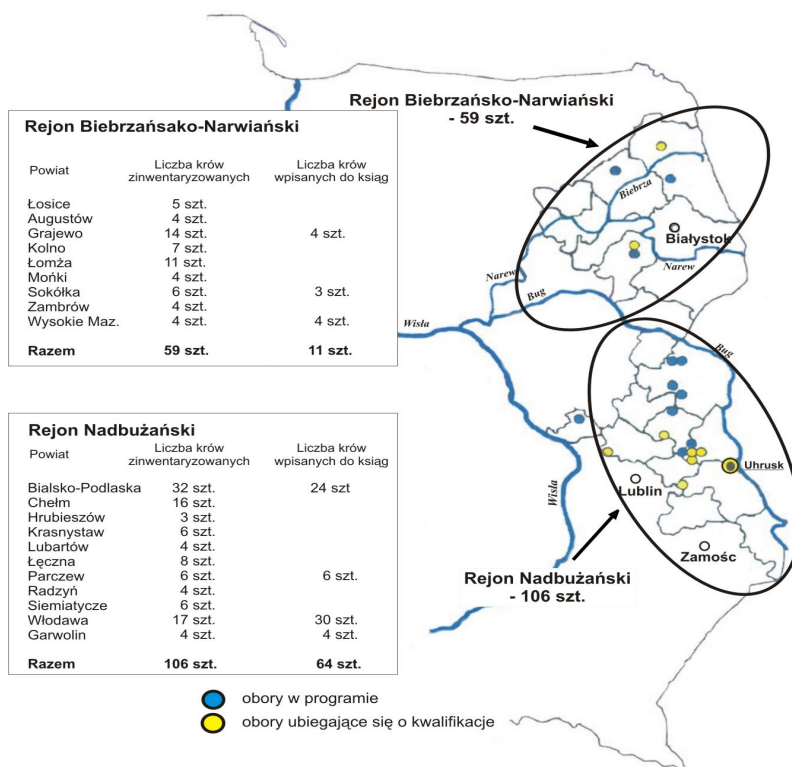 Rejon Biebrzańsko-Narwiański
- 59 szt.
Rejon Biebrzańsako-Narwiański
Powiat Liczba krów zinwentaryzowanych Liczba krów wpisanych do ksiąg
Łosice 5 szt.
Augustów 4 szt.
Grajewo 14 szt. 4 szt.
Kolno 7 szt.
Łomża 11 szt.
Mońki 4 szt.
Sokółka 6 szt. 3 szt.
Zambrów 4 szt.
Wysokie Maz. 4 szt. 4 szt.
Razem 59 szt. 11 szt.
Biebrza
Białystok
Narew
Narew
Bug
Wisła
Bug
Rejon Nadbużański
Powiat Liczba krów zinwentaryzowanych Liczba krów wpisanych do ksiąg
Bialsko-Podlaska 32 szt. 24 szt
Chełm 16 szt.
Hrubieszów 3 szt.
Krasnystaw 6 szt.
Lubartów 4 szt.
Łęczna 8 szt.
Parczew 6 szt. 6 szt.
Radzyń 4 szt.
Siemiatycze 6 szt.
Włodawa 17 szt. 30 szt.
Garwolin 4 szt. 4 szt.
Razem 106 szt. 64 szt.
Uhrusk
Lublin
Wisła
Zamośc
Rejon Nadbużański
- 106 szt.
obory w programie
obory ubiegające się o kwalifikacje